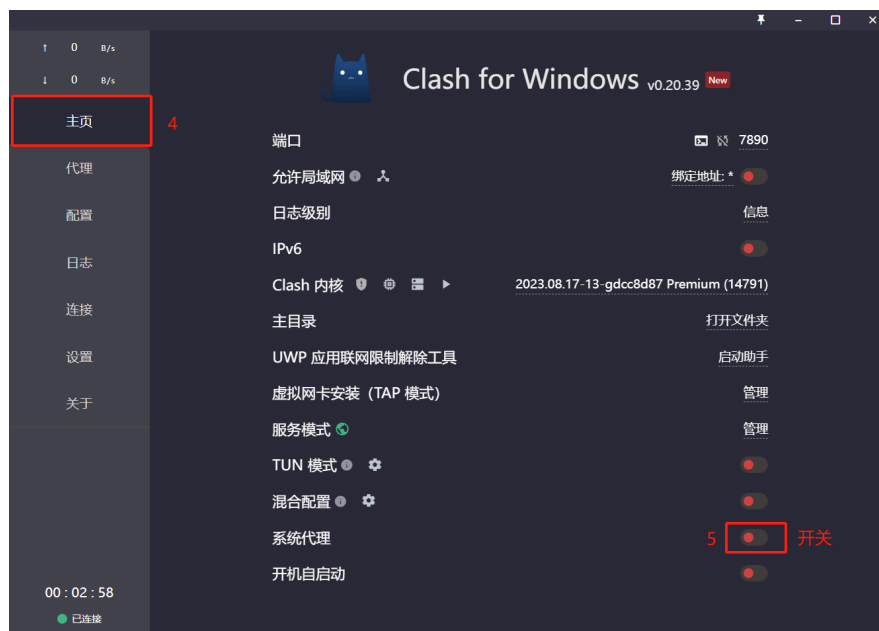 ↑ 0 B/s
↓ 0 B/s
主页 4
代理
配置
日志
连接
设置
关于
00 : 02 : 58
已连接
Clash for Windows v0.20.39 New
端口 7890
允许局域网 绑定地址: *
日志级别 信息
IPv6
Clash 内核 2023.08.17-13-gdcc8d87 Premium (14791)
主目录 打开文件夹
UWP 应用联网限制解除工具 启动助手
虚拟网卡安装（TAP 模式） 管理
服务模式 管理
TUN 模式
混合配置
系统代理 5 开关
开机自启动